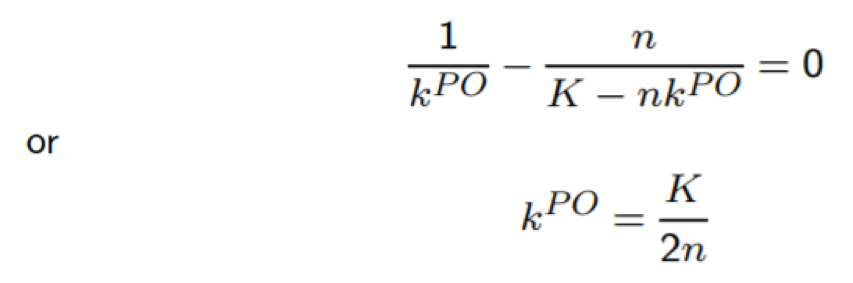 1/k^{PO} − n/(K − nk^{PO}) = 0
or
k^{PO} = K/2n